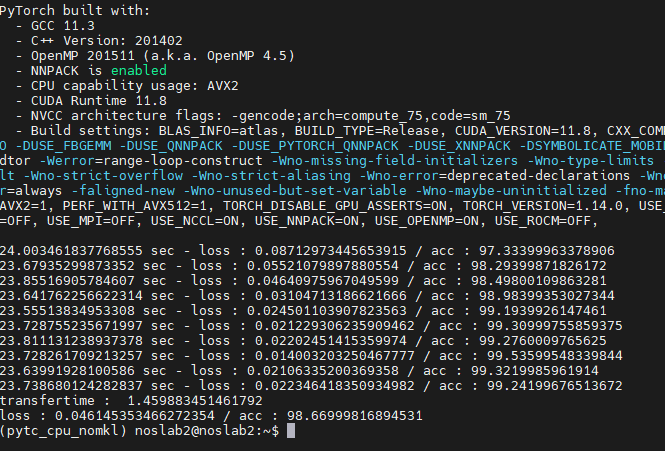 PyTorch built with:
- GCC 11.3
- C++ Version: 201402
- OpenMP 201511 (a.k.a. OpenMP 4.5)
- NNPACK is enabled
- CPU capability usage: AVX2
- CUDA Runtime 11.8
- NVCC architecture flags: -gencode;arch=compute_75,code=sm_75
- Build settings: BLAS_INFO=atlas, BUILD_TYPE=Release, CUDA_VERSION=11.8, CXX_COMP
O -DUSE_FBGEMM -DUSE_QNNPACK -DUSE_PYTORCH_QNNPACK -DUSE_XNNPACK -DSYMBOLICATE_MOBIL
dtor -Werror=range-loop-construct -Wno-missing-field-initializers -Wno-type-limits
lt -Wno-strict-overflow -Wno-strict-aliasing -Wno-error=deprecated-declarations -Wno
r=always -faligned-new -Wno-unused-but-set-variable -Wno-maybe-uninitialized -fno-ma
AVX2=1, PERF_WITH_AVX512=1, TORCH_DISABLE_GPU_ASSERTS=ON, TORCH_VERSION=1.14.0, USE_
=OFF, USE_MPI=OFF, USE_NCCL=ON, USE_NNPACK=ON, USE_OPENMP=ON, USE_ROCM=OFF,
24.003461837768555 sec - loss : 0.08712973445653915 / acc : 97.33399963378906
23.67935299873352 sec - loss : 0.05521079897880554 / acc : 98.29399871826172
23.85516905784607 sec - loss : 0.04640975967049599 / acc : 98.49800109863281
23.641762256622314 sec - loss : 0.03104713186621666 / acc : 98.98399353027344
23.55513834953308 sec - loss : 0.024501103907823563 / acc : 99.1939926147461
23.728755235671997 sec - loss : 0.021229306235909462 / acc : 99.30999755859375
23.811131238937378 sec - loss : 0.02202451415359974 / acc : 99.2760009765625
23.728261709213257 sec - loss : 0.014003203250467777 / acc : 99.53599548339844
23.63991928100586 sec - loss : 0.02106335200369358 / acc : 99.3219985961914
23.738680124282837 sec - loss : 0.022346418350934982 / acc : 99.24199676513672
transfertime :  1.459883451461792
loss : 0.046145353466272354 / acc : 98.66999816894531
(pytc_cpu_nomkl) noslab2@noslab2:~$